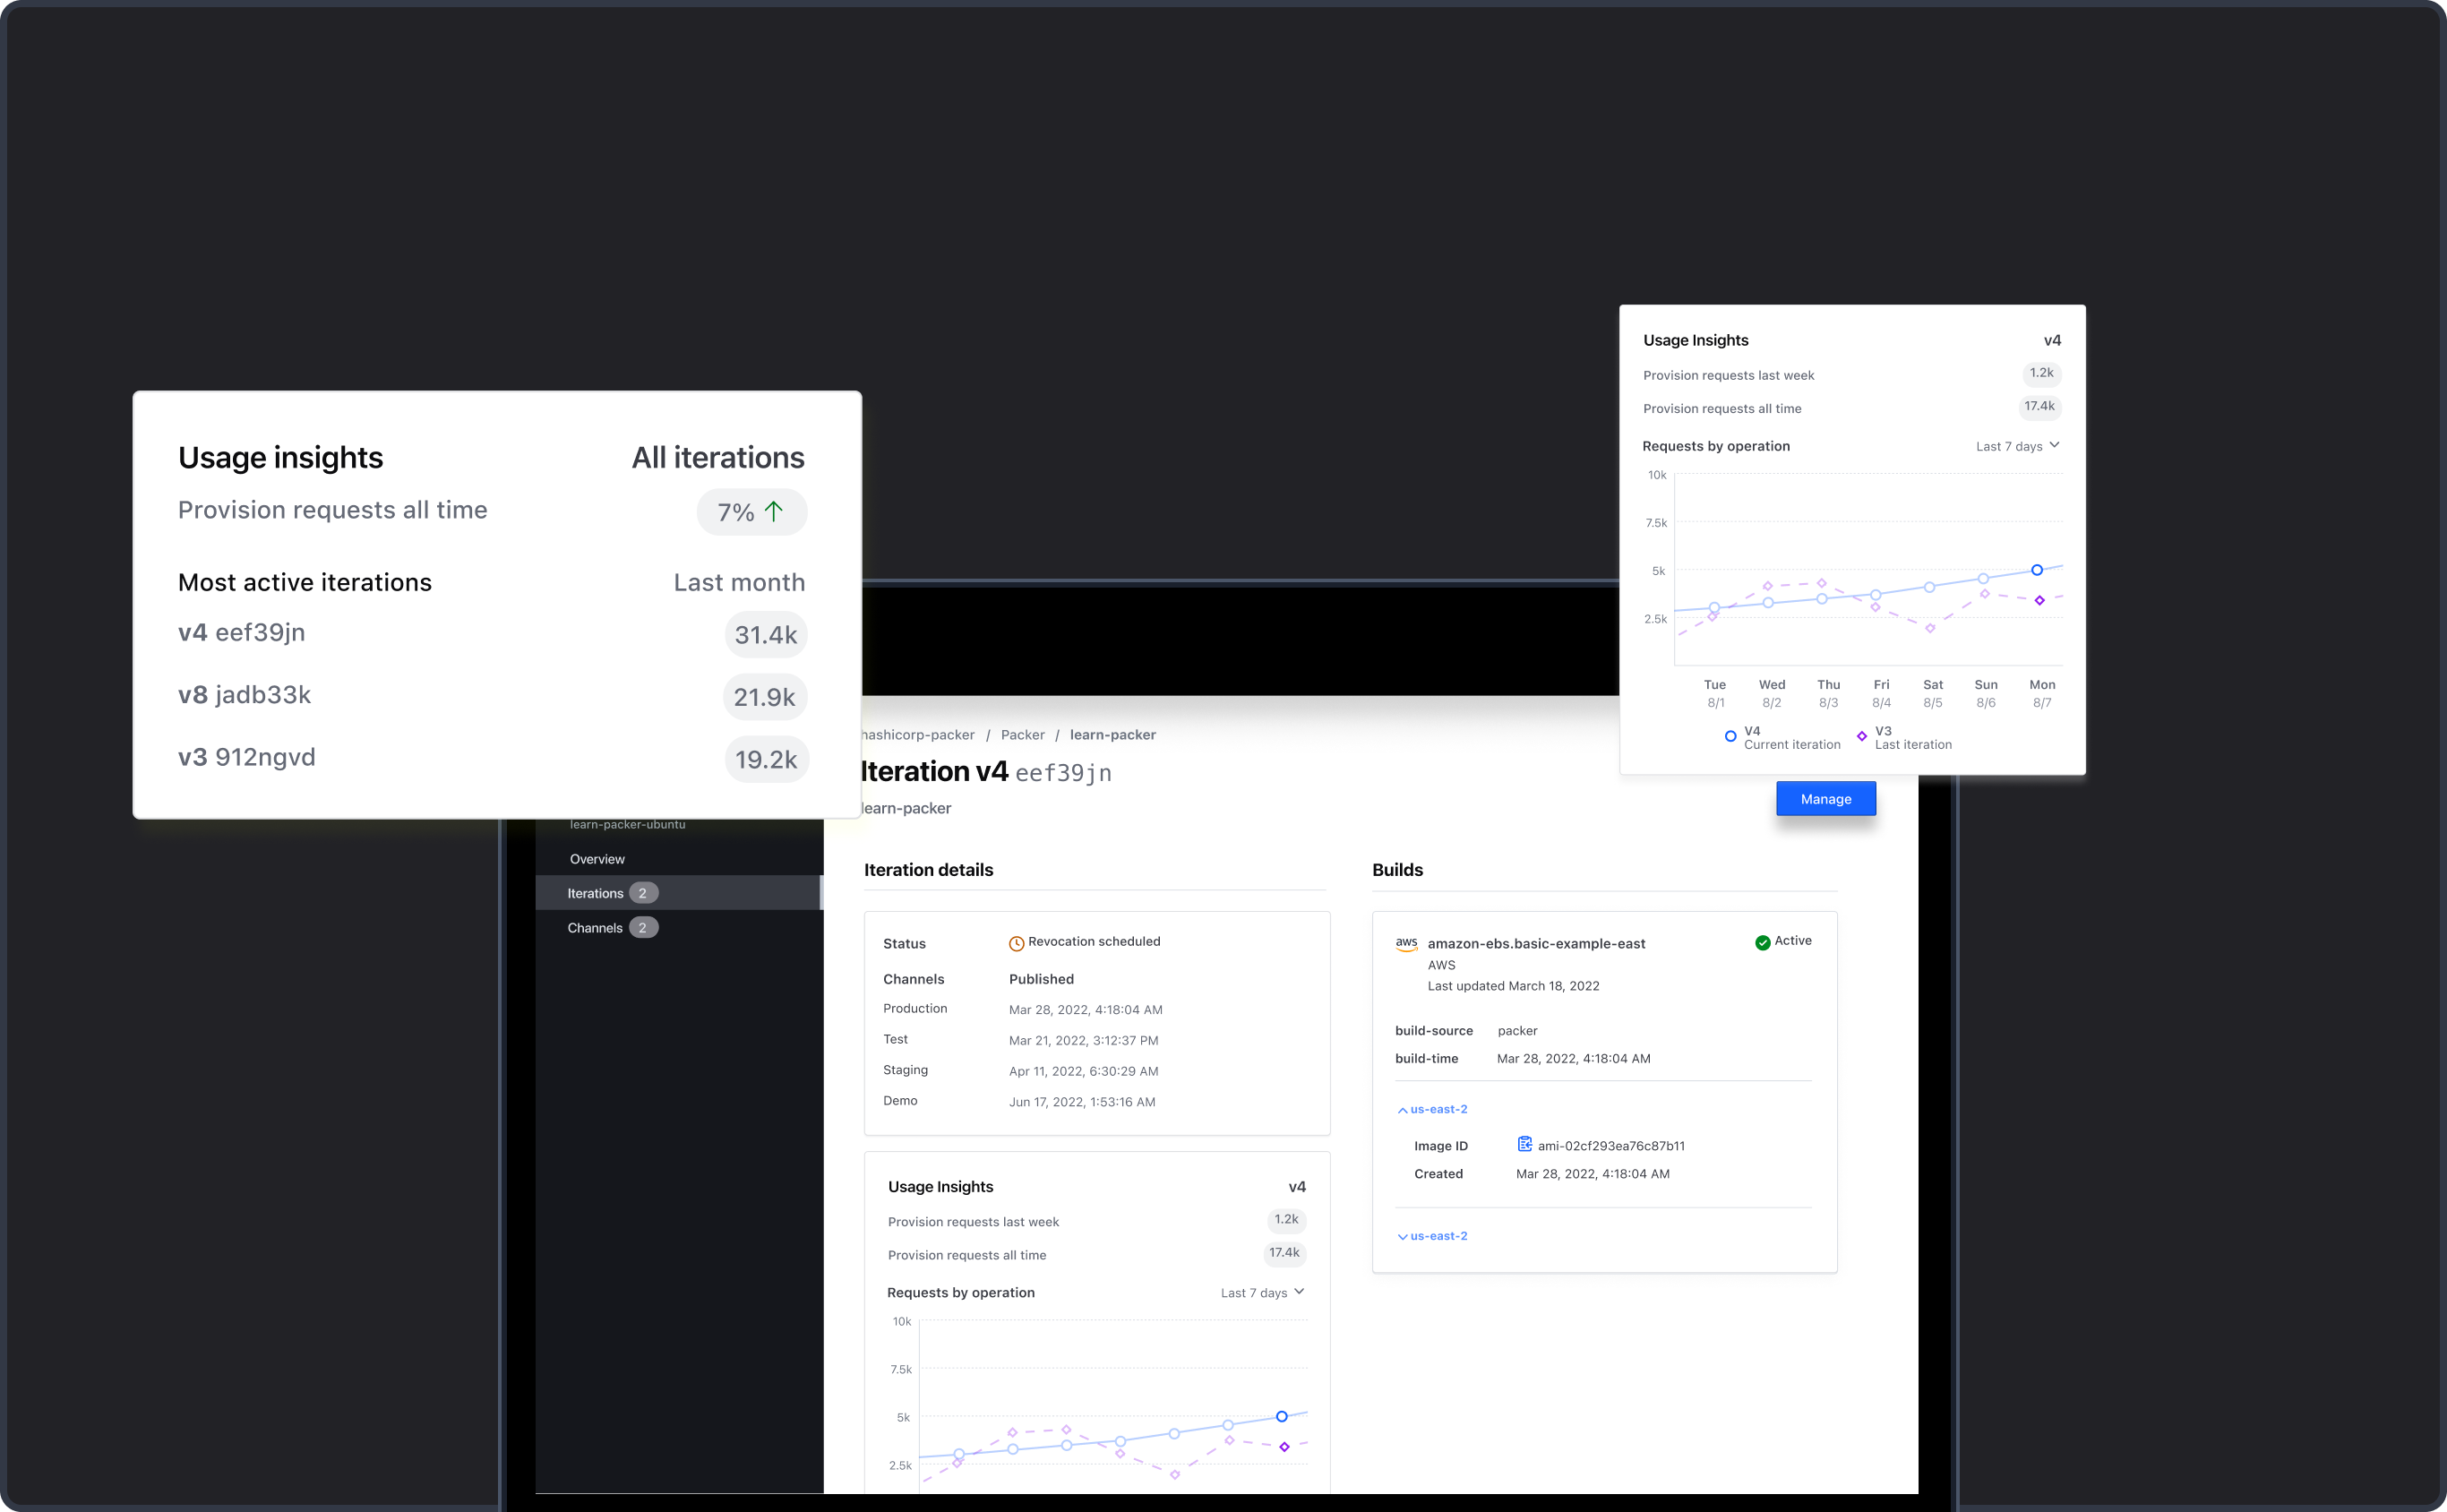 Usage insights All iterations
Provision requests all time 7%
Most active iterations Last month
v4 eef39jn 31.4k
v8 jadb33k 21.9k
v3 912ngvd 19.2k
Usage Insights v4
Provision requests last week 1.2k
Provision requests all time 17.4k
Requests by operation Last 7 days
10k
7.5k
5k
2.5k
Tue Wed Thu Fri Sat Sun Mon
8/1 8/2 8/3 8/4 8/5 8/6 8/7
V4 V3
Current iteration Last iteration
hashicorp-packer / Packer / learn-packer
Iteration v4 eef39jn
learn-packer
Manage
learn-packer-ubuntu
Overview
Iterations 2
Channels 2
Iteration details
Status Revocation scheduled
Channels Published
Production Mar 28, 2022, 4:18:04 AM
Test Mar 21, 2022, 3:12:37 PM
Staging Apr 11, 2022, 6:30:29 AM
Demo Jun 17, 2022, 1:53:16 AM
Usage Insights v4
Provision requests last week 1.2k
Provision requests all time 17.4k
Requests by operation Last 7 days
10k
7.5k
5k
2.5k
Builds
aws amazon-ebs.basic-example-east Active
AWS
Last updated March 18, 2022
build-source packer
build-time Mar 28, 2022, 4:18:04 AM
us-east-2
Image ID ami-02cf293ea76c87b11
Created Mar 28, 2022, 4:18:04 AM
us-east-2